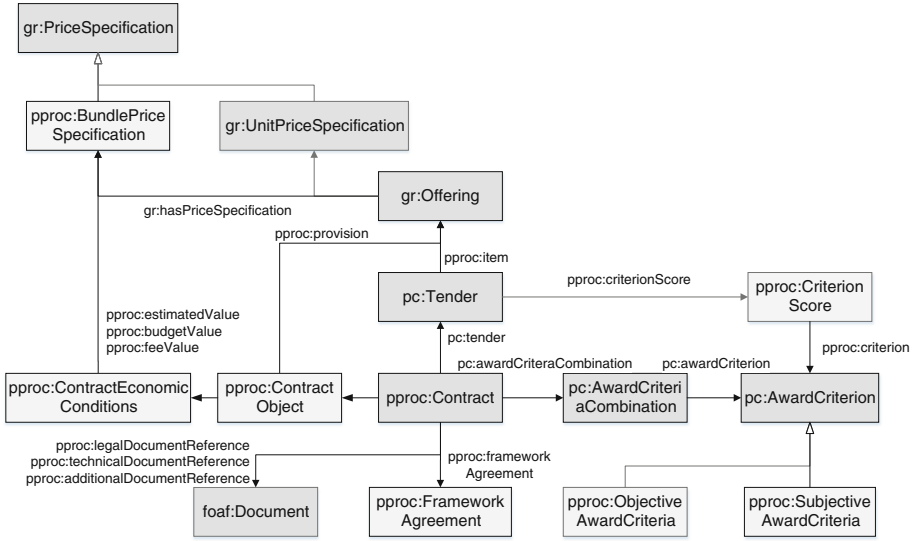 gr:PriceSpecification
pproc:BundlePrice
Specification
gr:UnitPriceSpecification
gr:Offering
gr:hasPriceSpecification
pproc:provision
pproc:item
pc:Tender
pproc:criterionScore
pproc:Criterion
Score
pproc:estimatedValue
pproc:budgetValue
pproc:feeValue
pc:tender
pproc:criterion
pc:awardCriteraCombination
pc:awardCriterion
pproc:ContractEconomic
Conditions
pproc:Contract
Object
pproc:Contract
pc:AwardCriteri
aCombination
pc:AwardCriterion
pproc:legalDocumentReference
pproc:technicalDocumentReference
pproc:additionalDocumentReference
pproc:framework
Agreement
foaf:Document
pproc:Framework
Agreement
pproc:Objective
AwardCriteria
pproc:Subjective
AwardCriteria